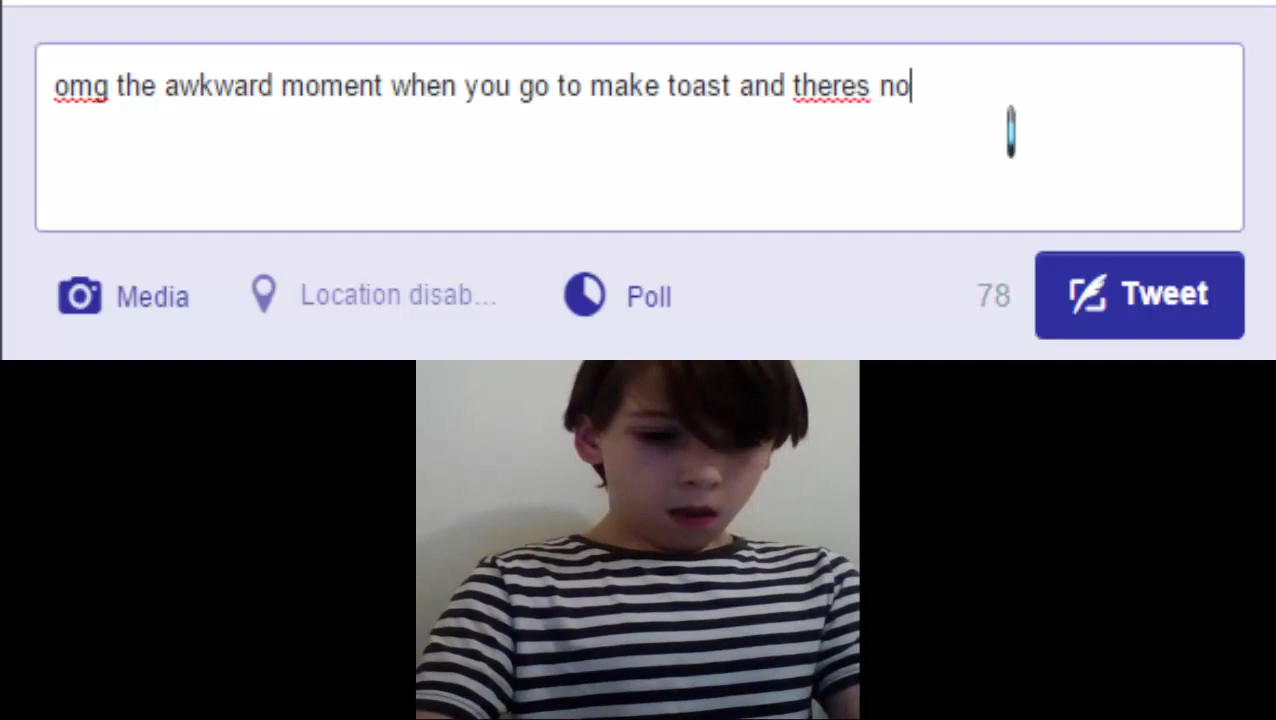 omg the awkward moment when you go to make toast and theres no
Media Location disab... Poll 78 Tweet